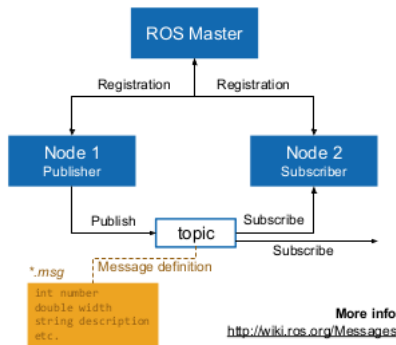 ROS Master
Registration
Registration
Node 1
Publisher
Node 2
Subscriber
Publish
topic
Subscribe
Subscribe
Message definition
*.msg
int number
double width
string description
etc.
More info
http://wiki.ros.org/Messages